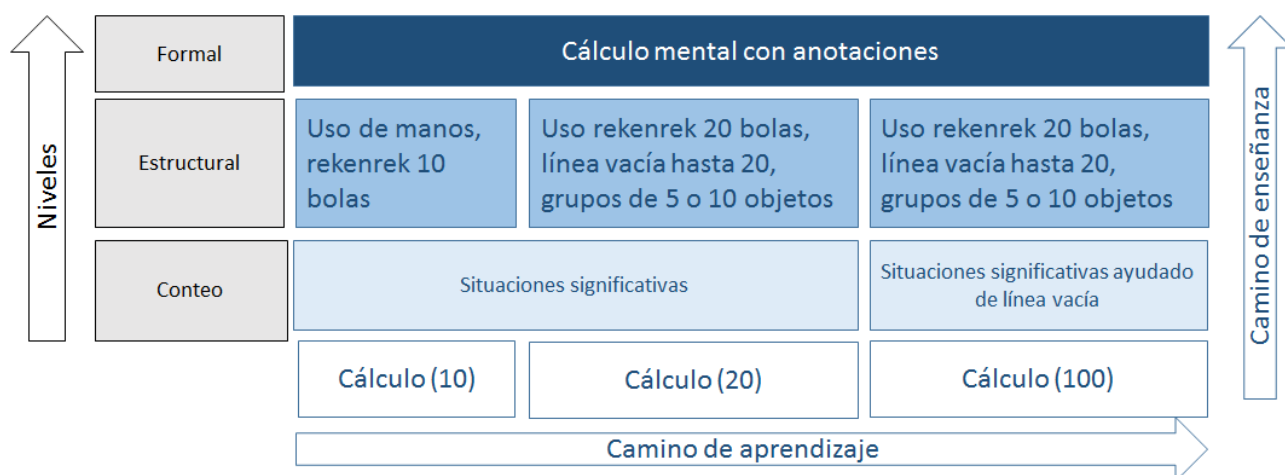 Niveles
Formal
Cálculo mental con anotaciones
Estructural
Uso de manos,
rekenrek 10
bolas
Uso rekenrek 20 bolas,
línea vacía hasta 20,
grupos de 5 o 10 objetos
Uso rekenrek 20 bolas,
línea vacía hasta 20,
grupos de 5 o 10 objetos
Conteo
Situaciones significativas
Situaciones significativas ayudado
de línea vacía
Cálculo (10)
Cálculo (20)
Cálculo (100)
Camino de aprendizaje
Camino de enseñanza